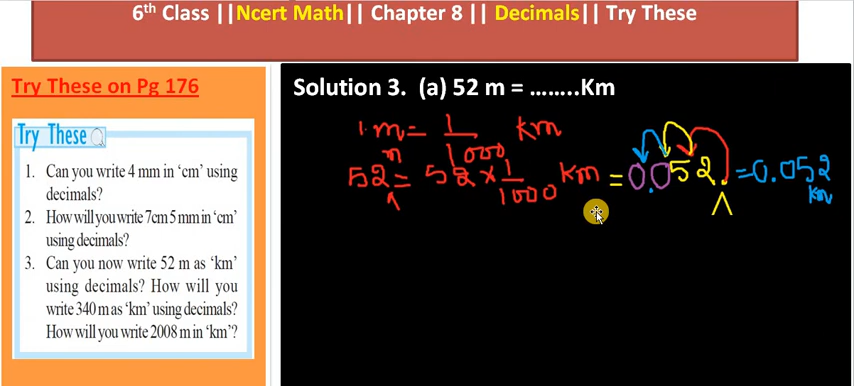 6th Class ||Ncert Math|| Chapter 8 || Decimals|| Try These
Try These on Pg 176
Try These
1. Can you write 4 mm in ‘cm’ using
decimals?
2. How will you write 7cm 5 mm in ‘cm’
using decimals?
3. Can you now write 52 m as ‘km’
using decimals? How will you
write 340 m as ‘km’ using decimals?
How will you write 2008 m in ‘km’?
Solution 3. (a) 52 m = ........Km
1 m = 1/1000 km
52 m = 52 × 1/1000 km = 0.052. = 0.052 km